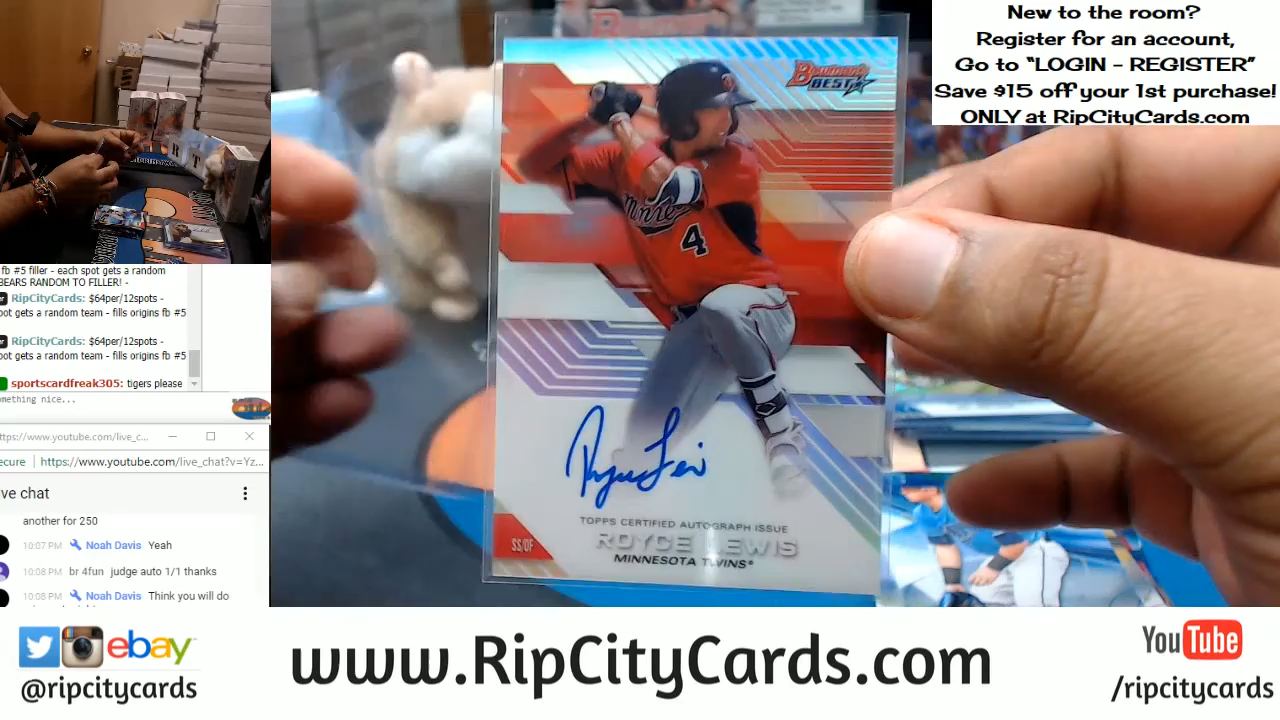 New to the room?
Register for an account,
Go to “LOGIN - REGISTER”
Save $15 off your 1st purchase!
ONLY at RipCityCards.com
Bowman's
BEST
4
Royce Lewis
TOPPS CERTIFIED AUTOGRAPH ISSUE
SS/OF
ROYCE LEWIS
MINNESOTA TWINS®
fb #5 filler - each spot gets a random
BEARS RANDOM TO FILLER! -
RipCityCards: $64per/12spots -
pot gets a random team - fills origins fb #5
RipCityCards: $64per/12spots -
oot gets a random team - fills origins fb #5
sportscardfreak305: tigers please
omething nice...
https://www.youtube.com/live_c...
ecure https://www.youtube.com/live_chat?v=Yz...
ve chat
another for 250
10:07 PM Noah Davis Yeah
10:08 PM br 4fun judge auto 1/1 thanks
10:08 PM Noah Davis Think you will do
ebay
@ripcitycards
www.RipCityCards.com
YouTube
/ripcitycards